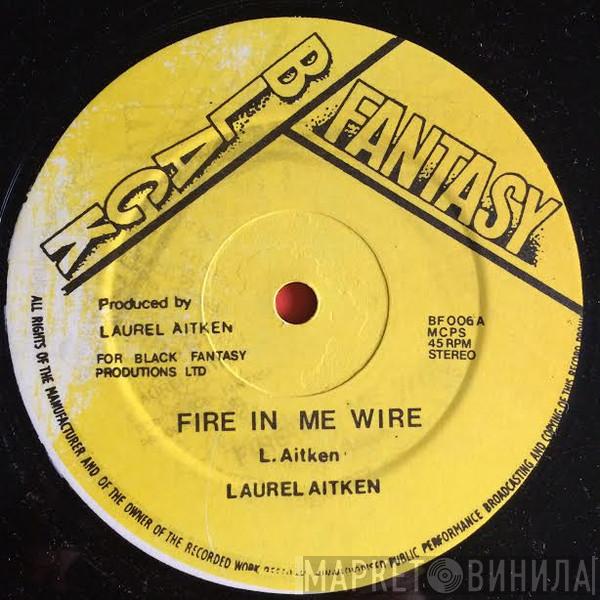 BLACK
FANTASY
Produced by
LAUREL AITKEN
FOR BLACK FANTASY
PRODUTIONS LTD
BF006A
MCPS
45 RPM
STEREO
FIRE IN ME WIRE
L. Aitken
LAUREL AITKEN
ALL RIGHTS OF THE MANUFACTURER AND OF THE OWNER OF THE RECORDED WORK PUBLIC PERFORMANCE BROADCASTING AND COPYING OF THIS RECORD
МАРКЕТ ВИНИЛА